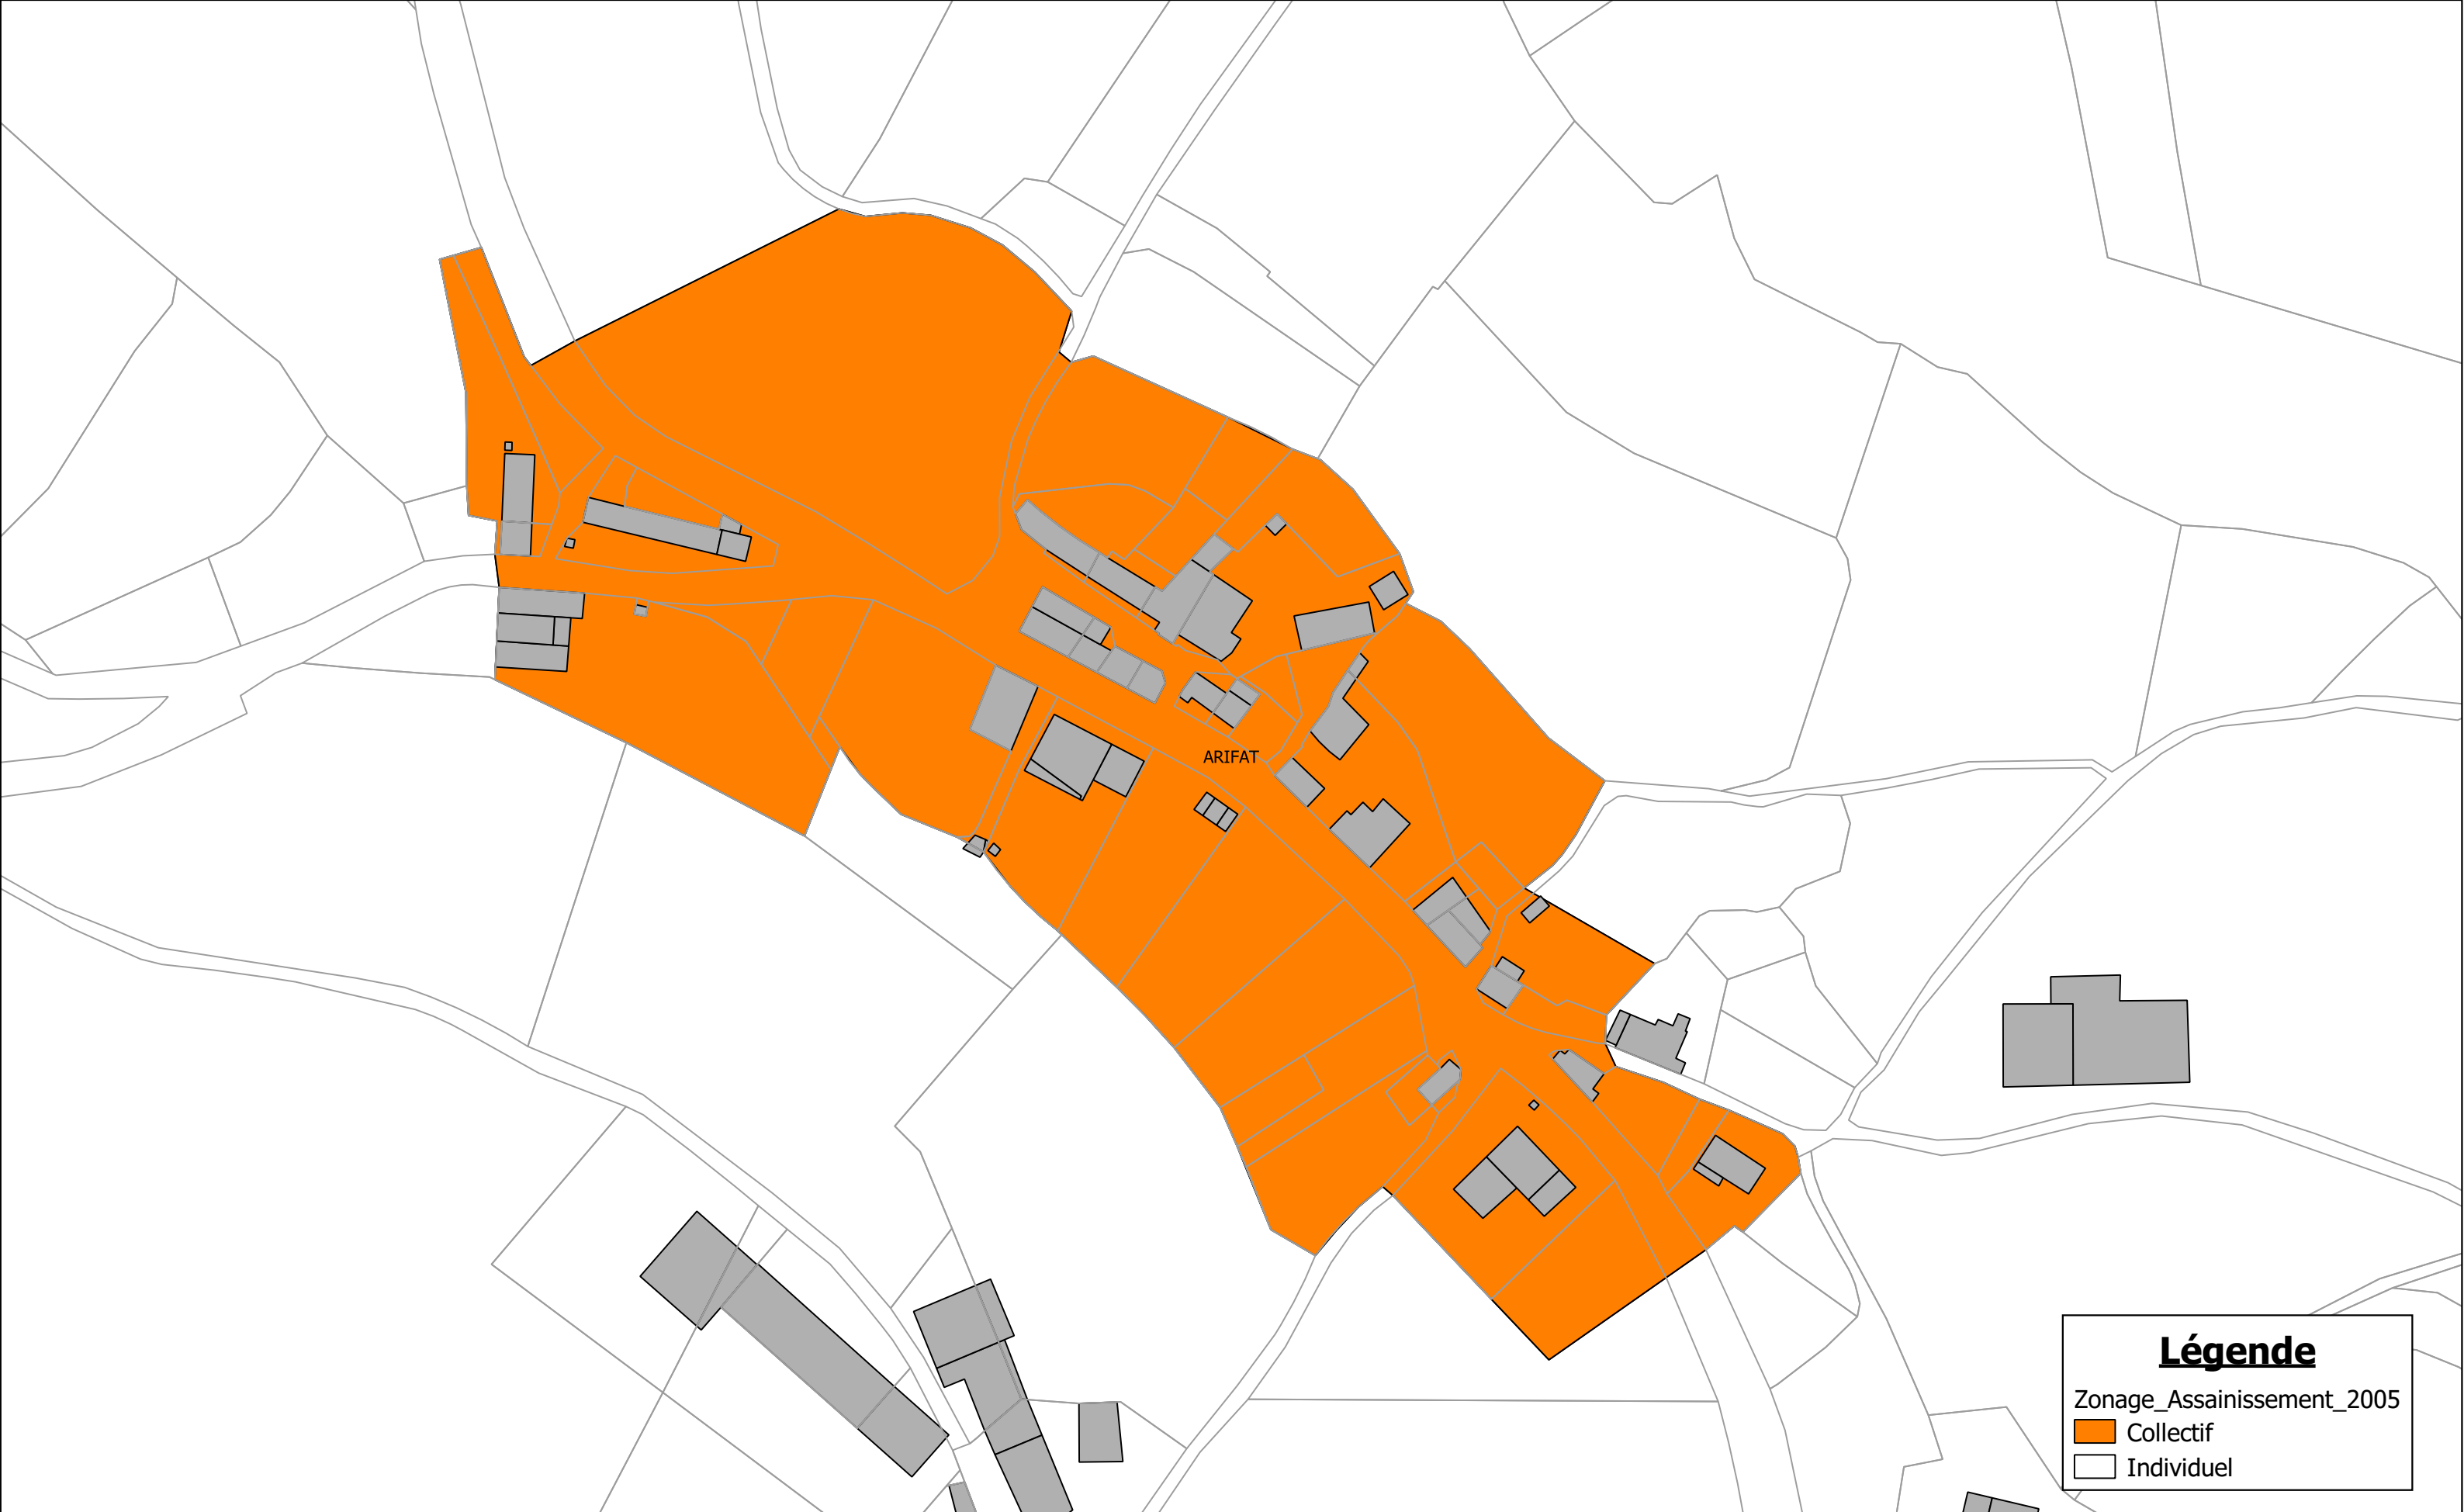 ARIFAT
Légende
Zonage_Assainissement_2005
Collectif
Individuel